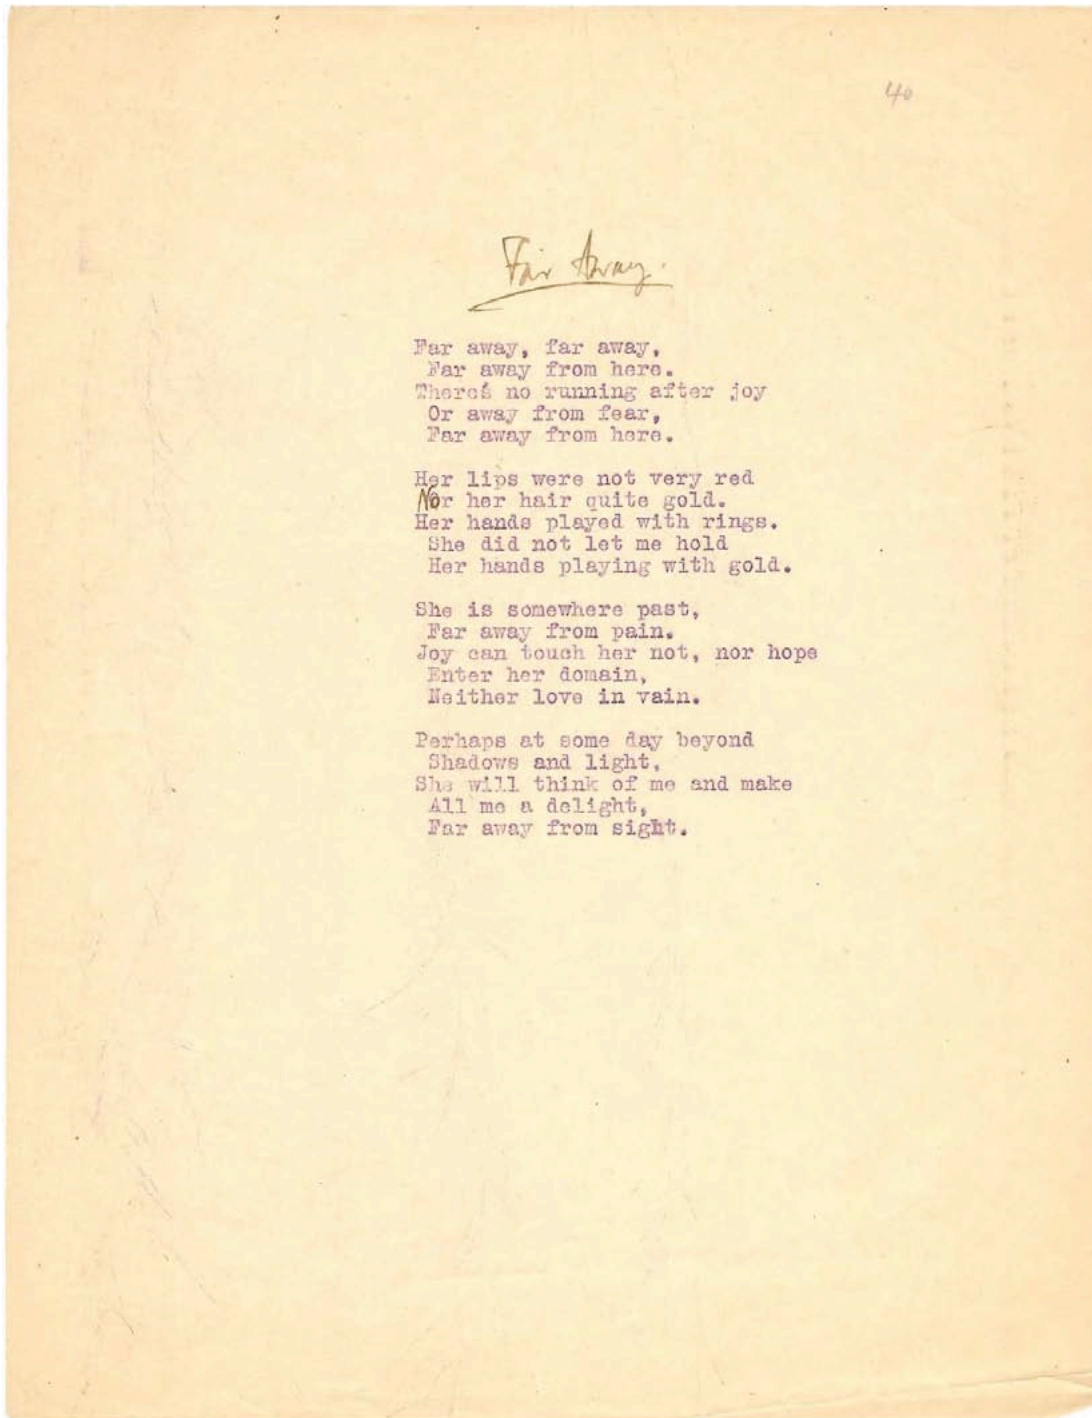 40
Far Away.
Far away, far away,
Far away from here.
There's no running after joy
Or away from fear,
Far away from here.
Her lips were not very red
Nor her hair quite gold.
Her hands played with rings.
She did not let me hold
Her hands playing with gold.
She is somewhere past,
Far away from pain.
Joy can touch her not, nor hope
Enter her domain,
Neither love in vain.
Perhaps at some day beyond
Shadows and light,
She will think of me and make
All me a delight,
Far away from sight.